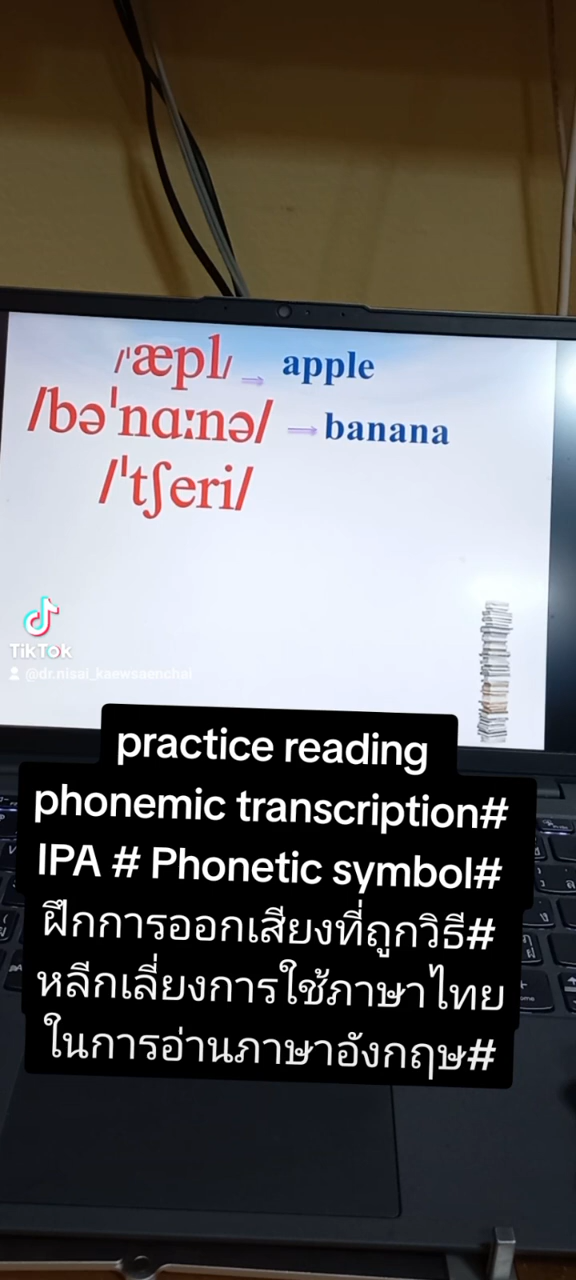 /ˈæpl/ ⇒ apple
/bəˈnɑːnə/ → banana
/ˈtʃeri/
TikTok
@dr.nisai_kaewsaenchai
practice reading
phonemic transcription#
IPA # Phonetic symbol#
ฝึกการออกเสียงที่ถูกวิธี#
หลีกเลี่ยงการใช้ภาษาไทย
ในการอ่านภาษาอังกฤษ#